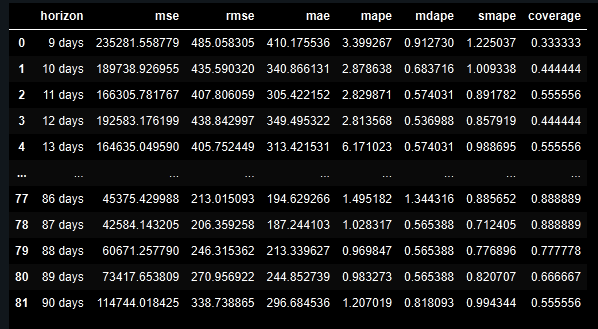 horizon mse rmse mae mape mdape smape coverage
0 9 days 235281.558779 485.058305 410.175536 3.399267 0.912730 1.225037 0.333333
1 10 days 189738.926955 435.590320 340.866131 2.878638 0.683716 1.009338 0.444444
2 11 days 166305.781767 407.806059 305.422152 2.829871 0.574031 0.891782 0.555556
3 12 days 192583.176199 438.842997 349.495322 2.813568 0.536988 0.857919 0.444444
4 13 days 164635.049590 405.752449 313.421531 6.171023 0.574031 0.988695 0.555556
... ... ... ... ... ... ... ... ...
77 86 days 45375.429988 213.015093 194.629266 1.495182 1.344316 0.885652 0.888889
78 87 days 42584.143205 206.359258 187.244103 1.028317 0.565388 0.712405 0.888889
79 88 days 60671.257790 246.315362 213.339627 0.969847 0.565388 0.776896 0.777778
80 89 days 73417.653809 270.956922 244.852739 0.983273 0.565388 0.820707 0.666667
81 90 days 114744.018425 338.738865 296.684536 1.207019 0.818093 0.994344 0.555556